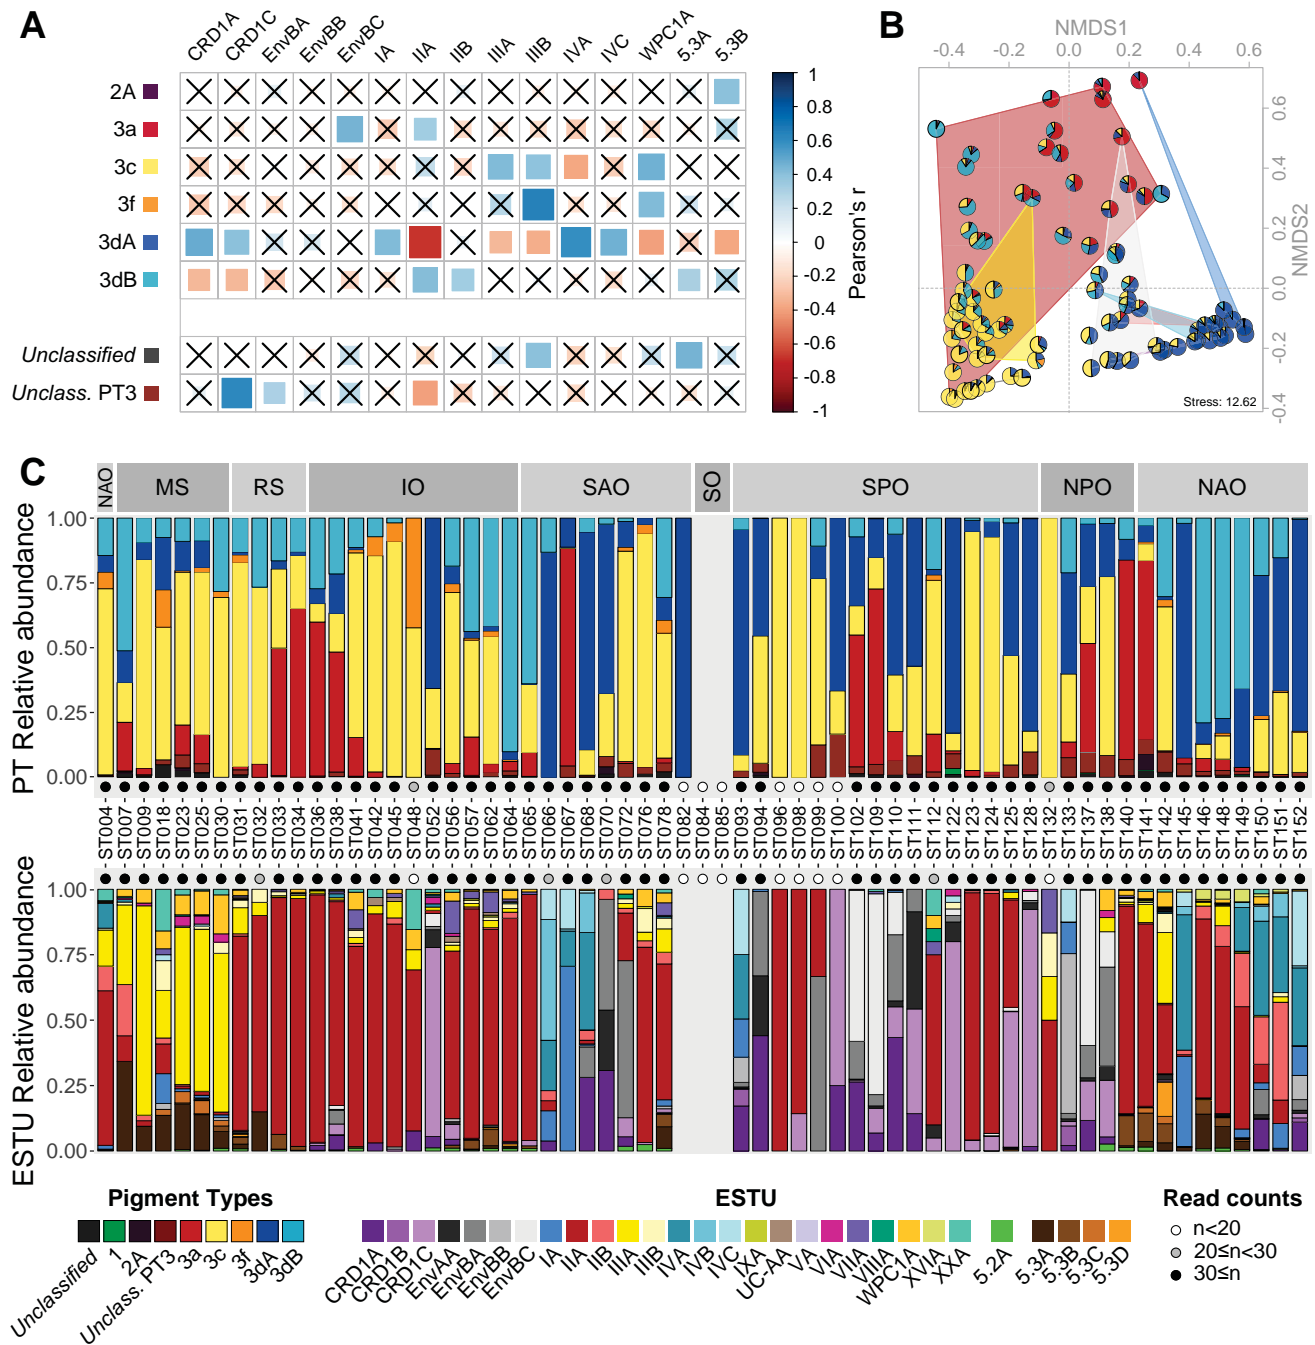 A
CRD1A CRD1C EnvBA EnvBB EnvBC IA IIA IIB IIIA IIIB IVA IVC WPC1A 5.3A 5.3B
2A
3a
3c
3f
3dA
3dB
Unclassified
Unclass. PT3
1
0.8
0.6
0.4
0.2
0
-0.2
-0.4
-0.6
-0.8
-1
Pearson's r
B
NMDS1
-0.4 -0.2 0.0 0.2 0.4 0.6
0.6
0.4
0.2
0.0
-0.2
-0.4
NMDS2
Stress: 12.62
C
NAO MS RS IO SAO SO SPO NPO NAO
PT Relative abundance
1.00
0.75
0.50
0.25
0.00
ST004 ST007 ST009 ST018 ST023 ST025 ST030 ST031 ST032 ST033 ST034 ST036 ST038 ST041 ST042 ST045 ST048 ST052 ST056 ST057 ST062 ST064 ST065 ST066 ST067 ST068 ST070 ST072 ST076 ST078 ST082 ST084 ST085 ST093 ST094 ST096 ST098 ST099 ST100 ST102 ST109 ST110 ST111 ST112 ST122 ST123 ST124 ST125 ST128 ST132 ST133 ST137 ST138 ST140 ST141 ST142 ST145 ST146 ST148 ST149 ST150 ST151 ST152
ESTU Relative abundance
1.00
0.75
0.50
0.25
0.00
Pigment Types
Unclassified 1 2A Unclass. PT3 3a 3c 3f 3dA 3dB
ESTU
CRD1A CRD1B CRD1C EnvAA EnvBA EnvBB EnvBC IA IIA IIB IIIA IIIB IVA IVB IVC IXA UC-AA VA VIA VIIA VIIIA WPC1A XVIA XXA 5.2A 5.3A 5.3B 5.3C 5.3D
Read counts
n<20
20≤n<30
30≤n